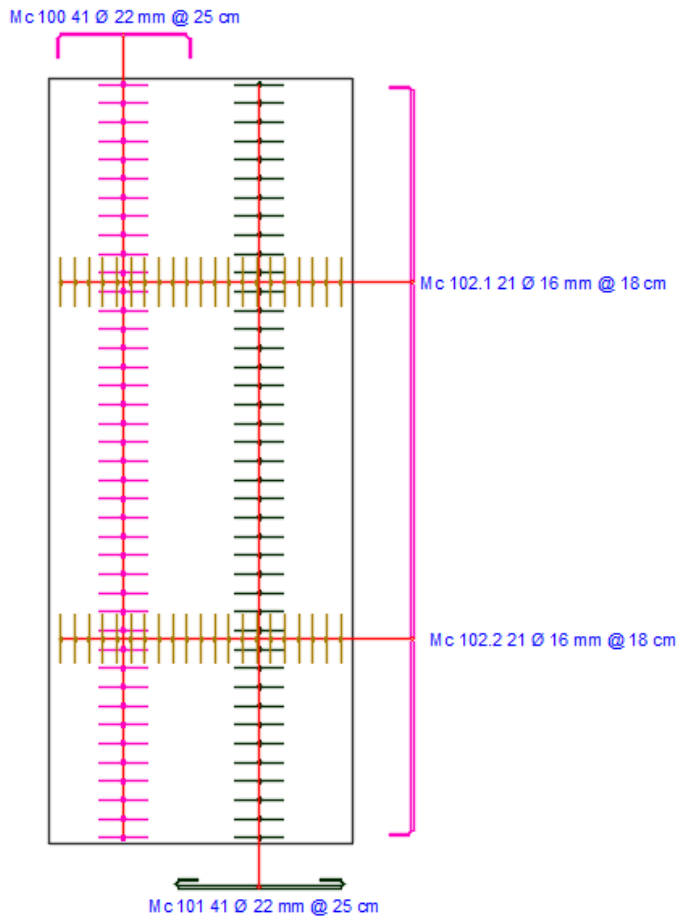 Mc 100 41 Ø 22 mm @ 25 cm
Mc 102.1 21 Ø 16 mm @ 18 cm
Mc 102.2 21 Ø 16 mm @ 18 cm
Mc 101 41 Ø 22 mm @ 25 cm